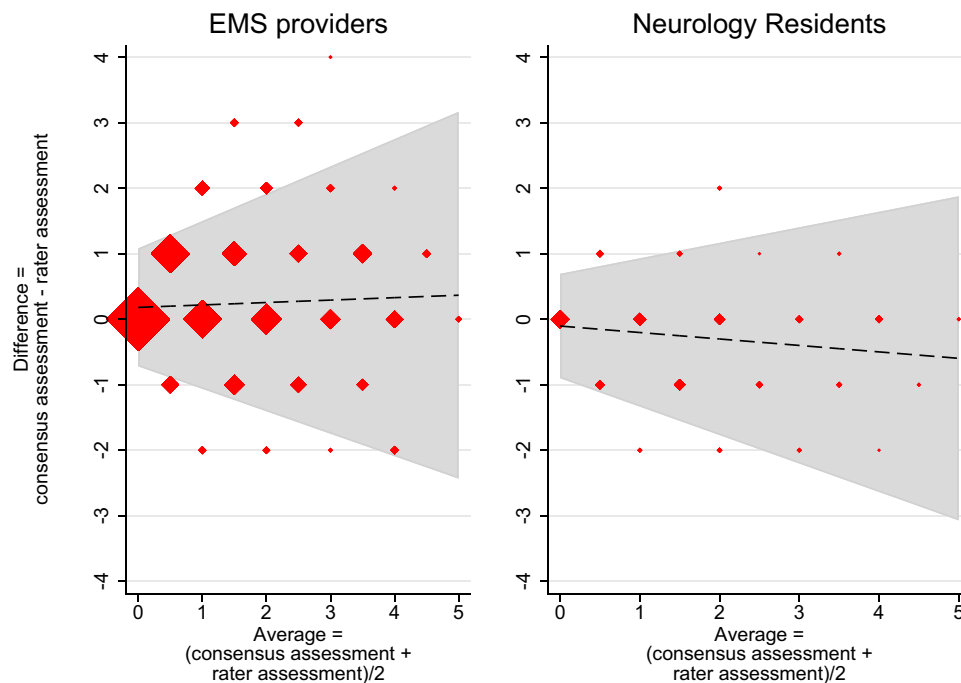 EMS providers
Neurology Residents
Difference =
consensus assessment - rater assessment
4
3
2
1
0
-1
-2
-3
-4
0 1 2 3 4 5
Average =
(consensus assessment +
rater assessment)/2
4
3
2
1
0
-1
-2
-3
-4
0 1 2 3 4 5
Average =
(consensus assessment +
rater assessment)/2